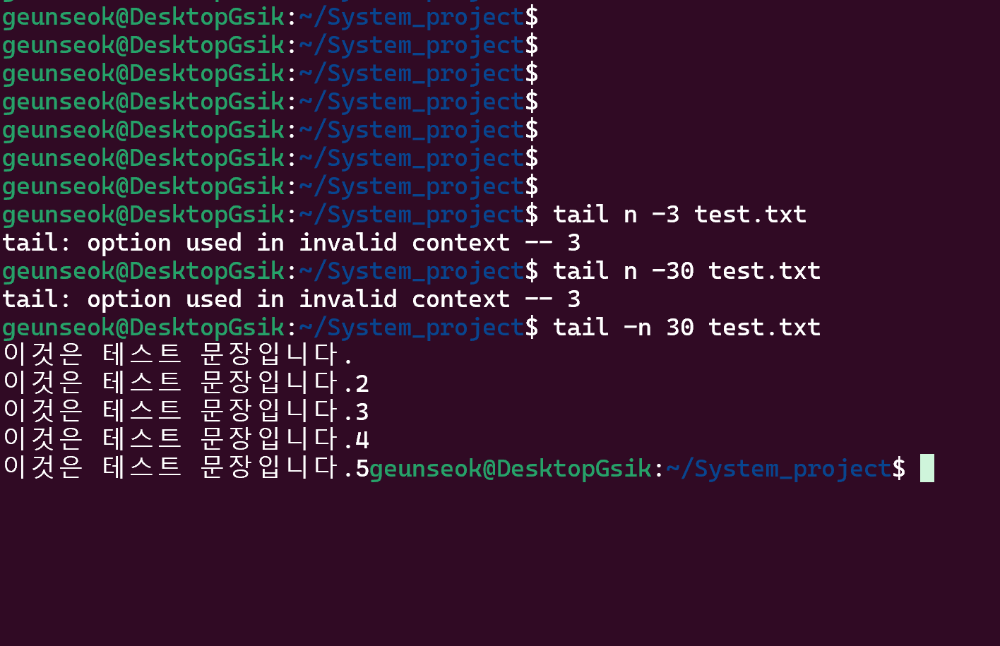 geunseok@DesktopGsik:~/System_project$
geunseok@DesktopGsik:~/System_project$
geunseok@DesktopGsik:~/System_project$
geunseok@DesktopGsik:~/System_project$
geunseok@DesktopGsik:~/System_project$
geunseok@DesktopGsik:~/System_project$
geunseok@DesktopGsik:~/System_project$
geunseok@DesktopGsik:~/System_project$ tail n -3 test.txt
tail: option used in invalid context -- 3
geunseok@DesktopGsik:~/System_project$ tail n -30 test.txt
tail: option used in invalid context -- 3
geunseok@DesktopGsik:~/System_project$ tail -n 30 test.txt
이것은 테스트 문장입니다.
이것은 테스트 문장입니다.2
이것은 테스트 문장입니다.3
이것은 테스트 문장입니다.4
이것은 테스트 문장입니다.5geunseok@DesktopGsik:~/System_project$